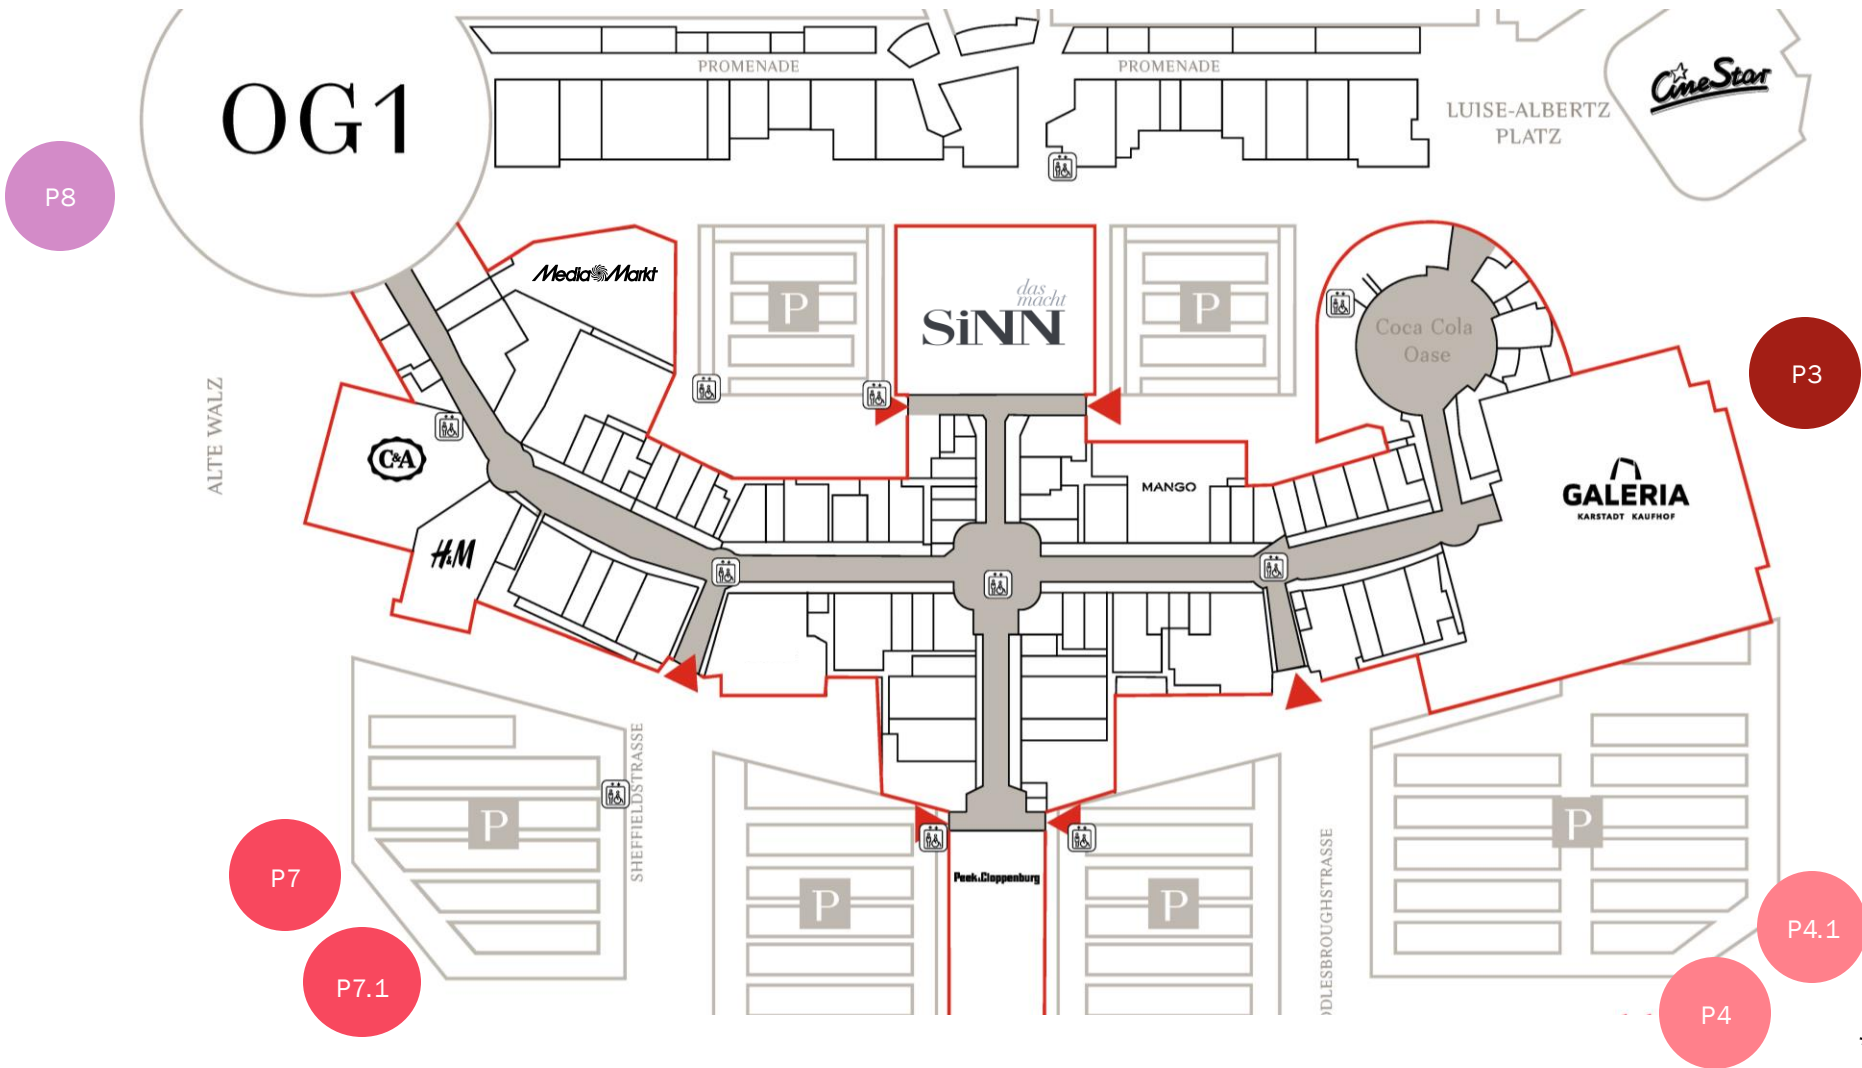 PROMENADE
PROMENADE
CineStar
OG1
LUISE-ALBERTZ
PLATZ
P8
MediaMarkt
das
macht
SiNN
P
P
Coca Cola
Oase
P3
ALTE WALZ
C&A
MANGO
GALERIA
KARSTADT KAUFHOF
H&M
SHEFFIELDSTRASSE
P
P
P7
Peek&Cloppenburg
P
P
DLESBROUGHSTRASSE
P4.1
P7.1
P4